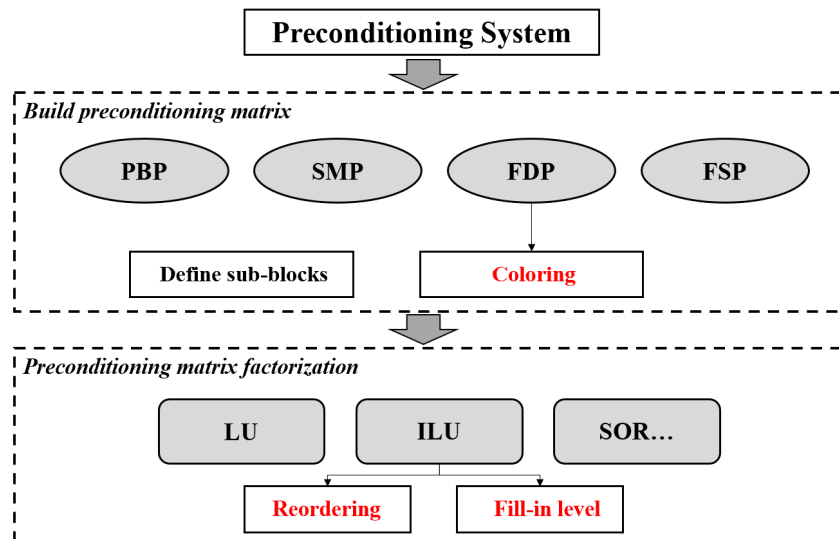 Preconditioning System
Build preconditioning matrix
PBP
SMP
FDP
FSP
Define sub-blocks
Coloring
Preconditioning matrix factorization
LU
ILU
SOR…
Reordering
Fill-in level